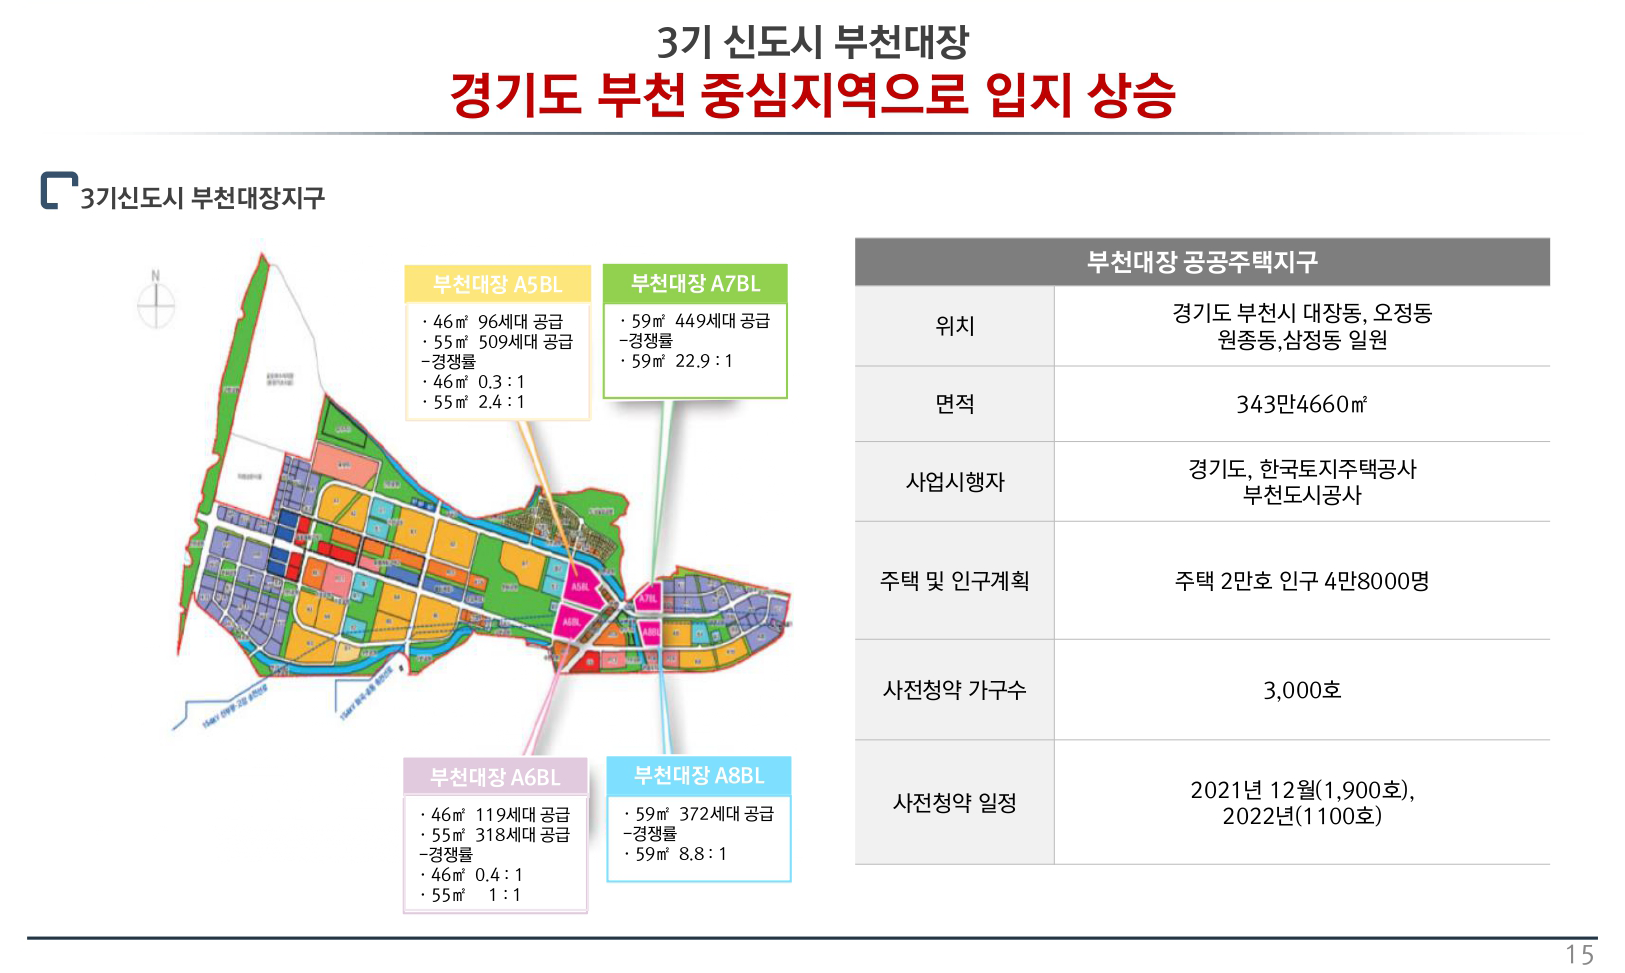 3기 신도시 부천대장
경기도 부천 중심지역으로 입지 상승
3기신도시 부천대장지구
N
부천대장 A5BL
· 46㎡ 96세대 공급
· 55㎡ 509세대 공급
-경쟁률
· 46㎡ 0.3 : 1
· 55㎡ 2.4 : 1
부천대장 A7BL
· 59㎡ 449세대 공급
-경쟁률
· 59㎡ 22.9 : 1
A5BL
A7BL
A6BL
A8BL
부천대장 A6BL
· 46㎡ 119세대 공급
· 55㎡ 318세대 공급
-경쟁률
· 46㎡ 0.4 : 1
· 55㎡ 1 : 1
부천대장 A8BL
· 59㎡ 372세대 공급
-경쟁률
· 59㎡ 8.8 : 1
부천대장 공공주택지구
위치
경기도 부천시 대장동, 오정동
원종동,삼정동 일원
면적
343만4660㎡
사업시행자
경기도, 한국토지주택공사
부천도시공사
주택 및 인구계획
주택 2만호 인구 4만8000명
사전청약 가구수
3,000호
사전청약 일정
2021년 12월(1,900호),
2022년(1100호)
15